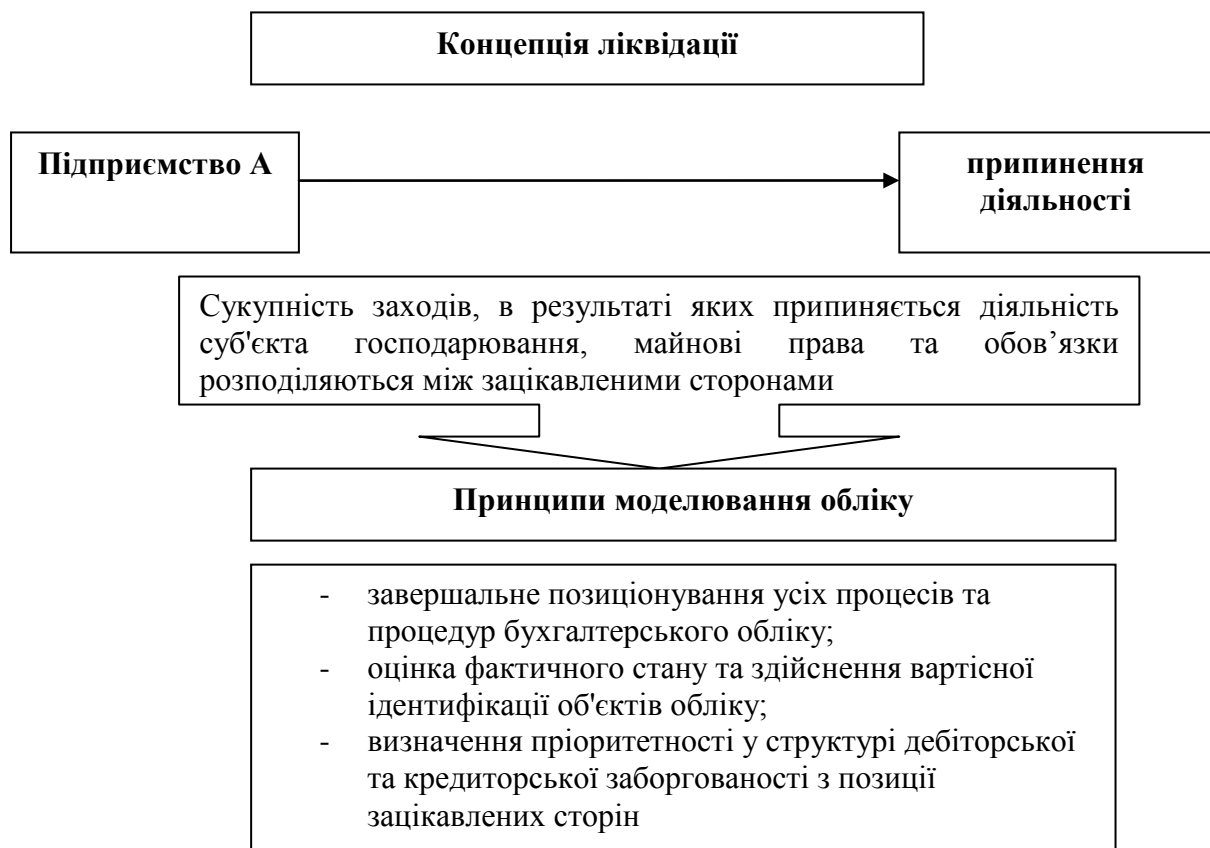 Концепція ліквідації
Підприємство А
припинення
діяльності
Сукупність заходів, в результаті яких припиняється діяльність
суб'єкта господарювання, майнові права та обов’язки
розподіляються між зацікавленими сторонами
Принципи моделювання обліку
- завершальне позиціонування усіх процесів та
процедур бухгалтерського обліку;
- оцінка фактичного стану та здійснення вартісної
ідентифікації об'єктів обліку;
- визначення пріоритетності у структурі дебіторської
та кредиторської заборгованості з позиції
зацікавлених сторін